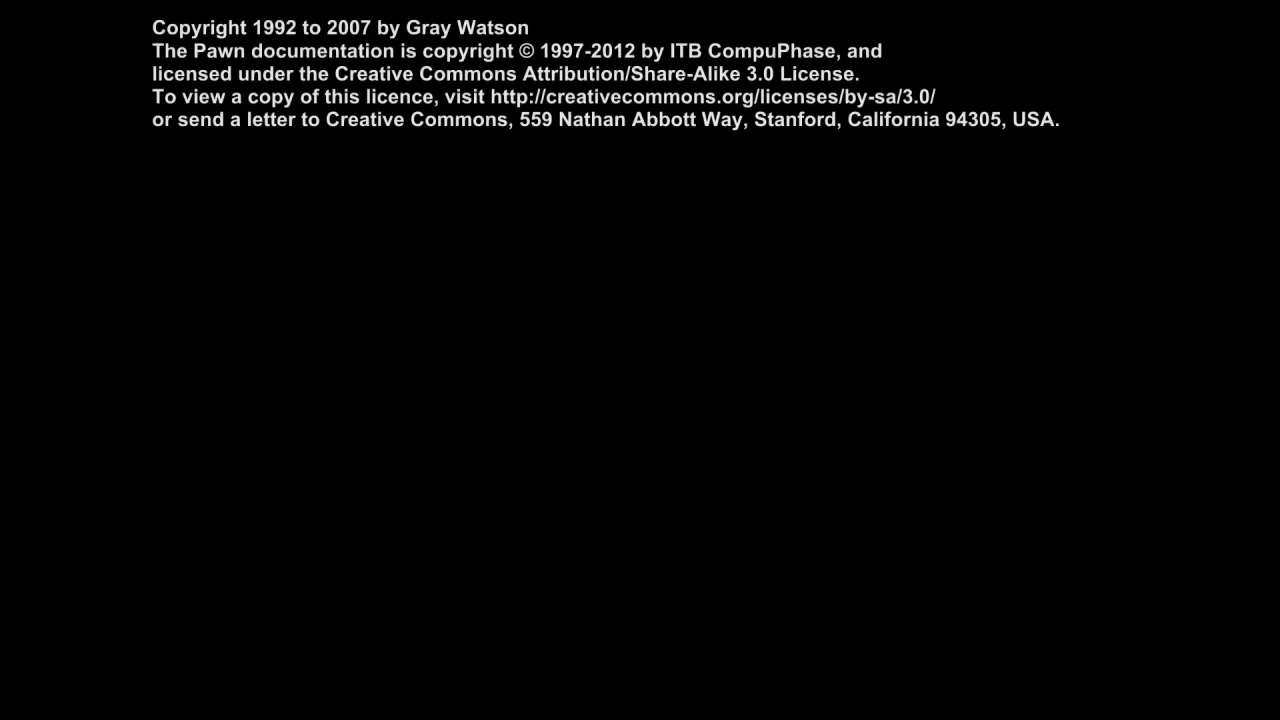 Copyright 1992 to 2007 by Gray Watson
The Pawn documentation is copyright © 1997-2012 by ITB CompuPhase, and
licensed under the Creative Commons Attribution/Share-Alike 3.0 License.
To view a copy of this licence, visit http://creativecommons.org/licenses/by-sa/3.0/
or send a letter to Creative Commons, 559 Nathan Abbott Way, Stanford, California 94305, USA.